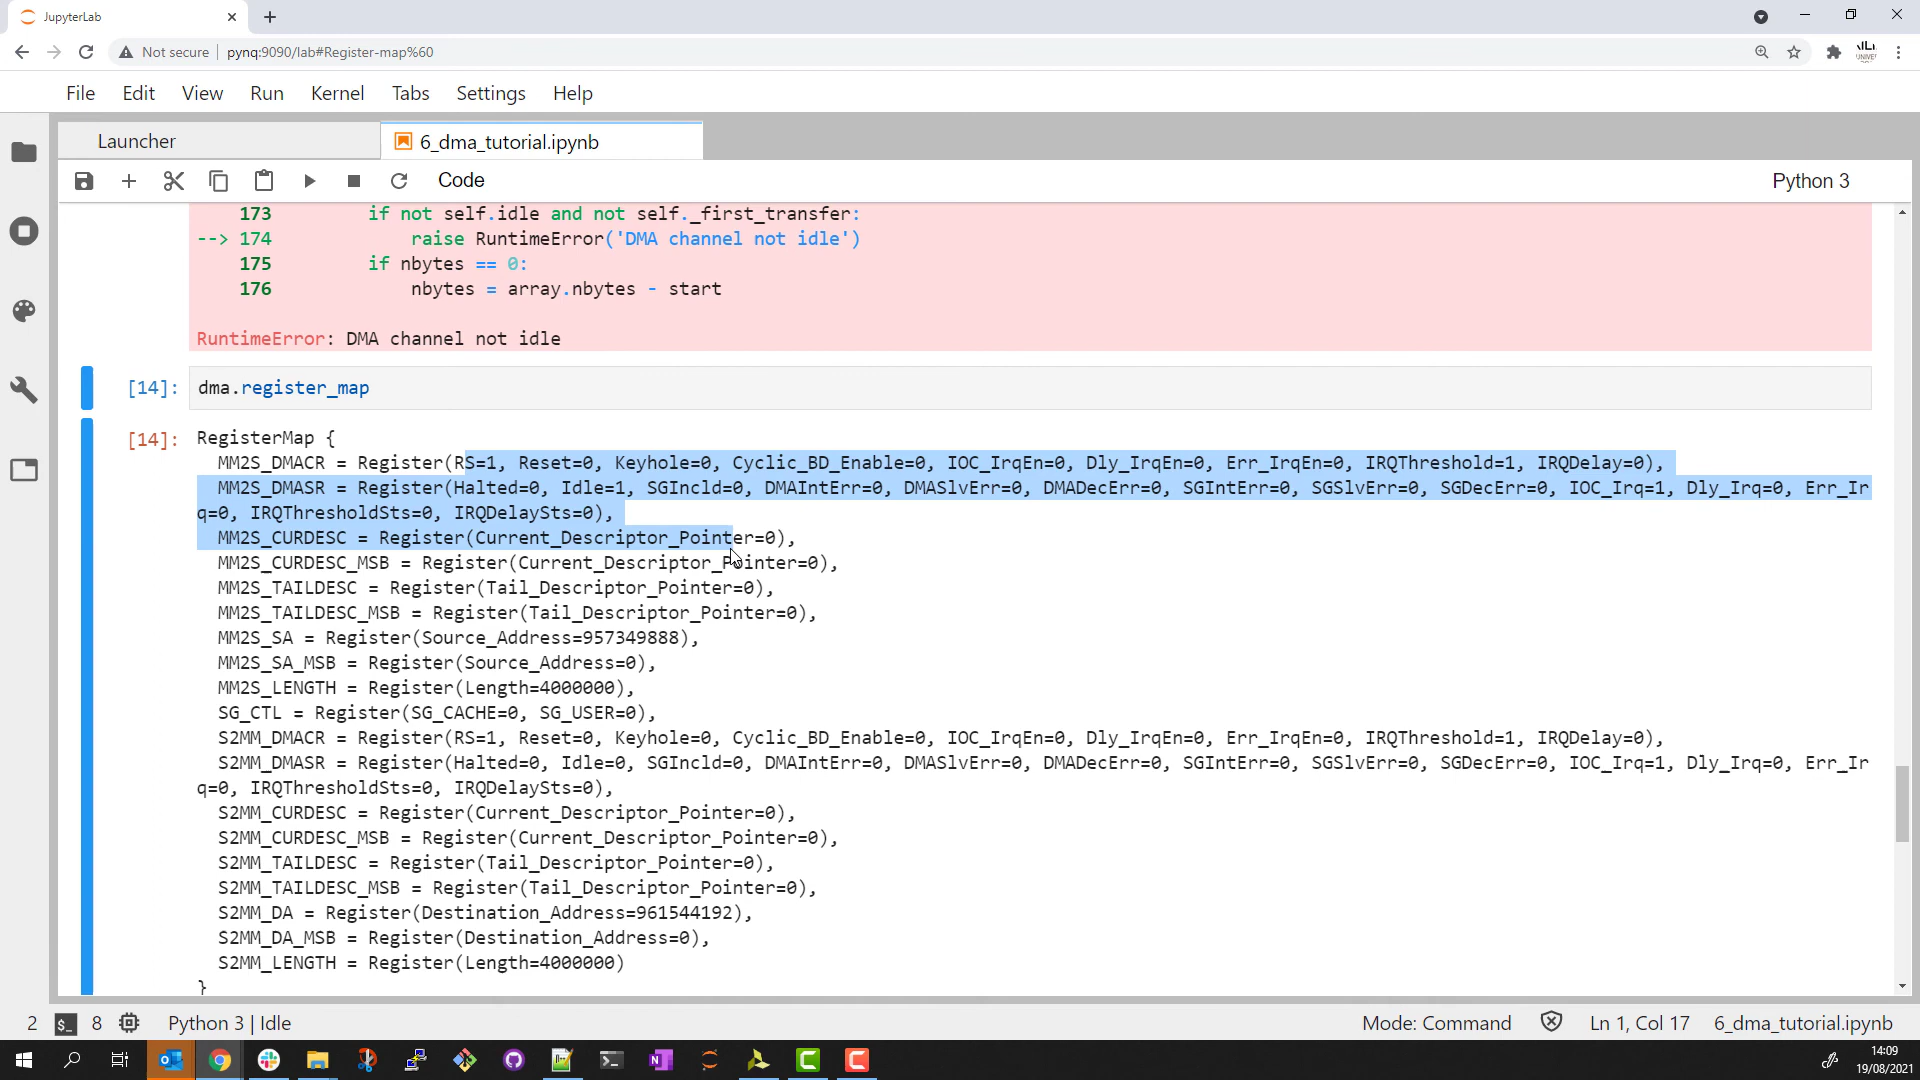 JupyterLab
Not secure
pynq:9090/lab#Register-map%60
File Edit View Run Kernel Tabs Settings Help
Launcher
6_dma_tutorial.ipynb
Code
Python 3
173 if not self.idle and not self._first_transfer:
--> 174 raise RuntimeError('DMA channel not idle')
175 if nbytes == 0:
176 nbytes = array.nbytes - start
RuntimeError: DMA channel not idle
[14]: dma.register_map
[14]: RegisterMap {
MM2S_DMACR = Register(RS=1, Reset=0, Keyhole=0, Cyclic_BD_Enable=0, IOC_IrqEn=0, Dly_IrqEn=0, Err_IrqEn=0, IRQThreshold=1, IRQDelay=0),
MM2S_DMASR = Register(Halted=0, Idle=1, SGIncld=0, DMAIntErr=0, DMASlvErr=0, DMADecErr=0, SGIntErr=0, SGSlvErr=0, SGDecErr=0, IOC_Irq=1, Dly_Irq=0, Err_Ir
q=0, IRQThresholdSts=0, IRQDelaySts=0),
MM2S_CURDESC = Register(Current_Descriptor_Pointer=0),
MM2S_CURDESC_MSB = Register(Current_Descriptor_Pointer=0),
MM2S_TAILDESC = Register(Tail_Descriptor_Pointer=0),
MM2S_TAILDESC_MSB = Register(Tail_Descriptor_Pointer=0),
MM2S_SA = Register(Source_Address=957349888),
MM2S_SA_MSB = Register(Source_Address=0),
MM2S_LENGTH = Register(Length=4000000),
SG_CTL = Register(SG_CACHE=0, SG_USER=0),
S2MM_DMACR = Register(RS=1, Reset=0, Keyhole=0, Cyclic_BD_Enable=0, IOC_IrqEn=0, Dly_IrqEn=0, Err_IrqEn=0, IRQThreshold=1, IRQDelay=0),
S2MM_DMASR = Register(Halted=0, Idle=0, SGIncld=0, DMAIntErr=0, DMASlvErr=0, DMADecErr=0, SGIntErr=0, SGSlvErr=0, SGDecErr=0, IOC_Irq=1, Dly_Irq=0, Err_Ir
q=0, IRQThresholdSts=0, IRQDelaySts=0),
S2MM_CURDESC = Register(Current_Descriptor_Pointer=0),
S2MM_CURDESC_MSB = Register(Current_Descriptor_Pointer=0),
S2MM_TAILDESC = Register(Tail_Descriptor_Pointer=0),
S2MM_TAILDESC_MSB = Register(Tail_Descriptor_Pointer=0),
S2MM_DA = Register(Destination_Address=961544192),
S2MM_DA_MSB = Register(Destination_Address=0),
S2MM_LENGTH = Register(Length=4000000)
}
2 8 Python 3 | Idle
Mode: Command
Ln 1, Col 17
6_dma_tutorial.ipynb
14:09
19/08/2021